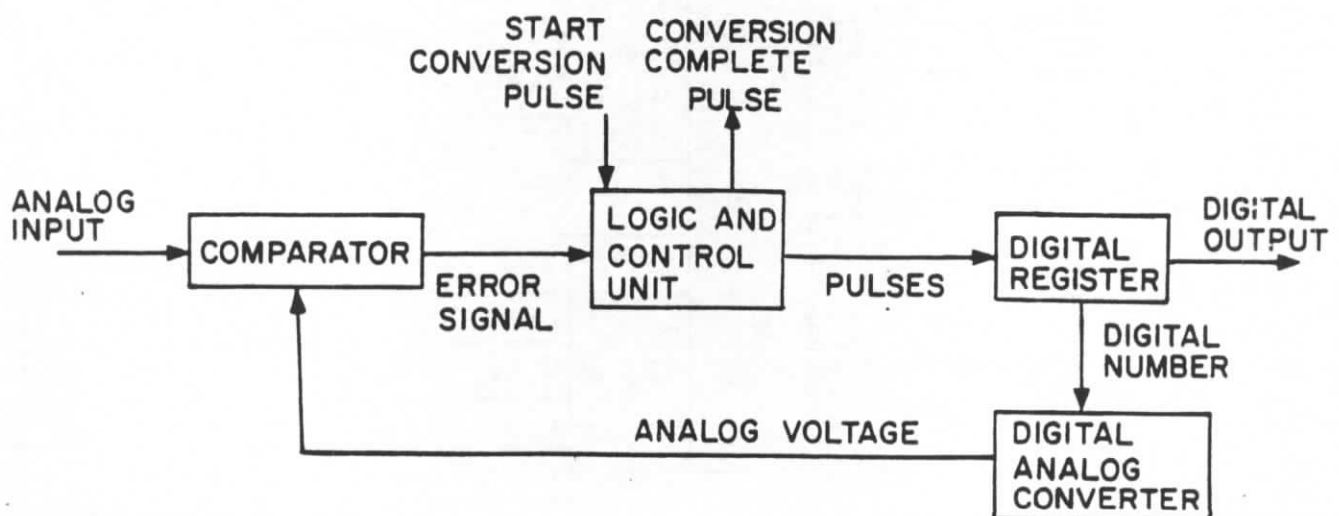 START
CONVERSION
PULSE
CONVERSION
COMPLETE
PULSE
ANALOG
INPUT
COMPARATOR
ERROR
SIGNAL
LOGIC AND
CONTROL
UNIT
PULSES
DIGITAL
REGISTER
DIGITAL
OUTPUT
DIGITAL
NUMBER
ANALOG VOLTAGE
DIGITAL
ANALOG
CONVERTER